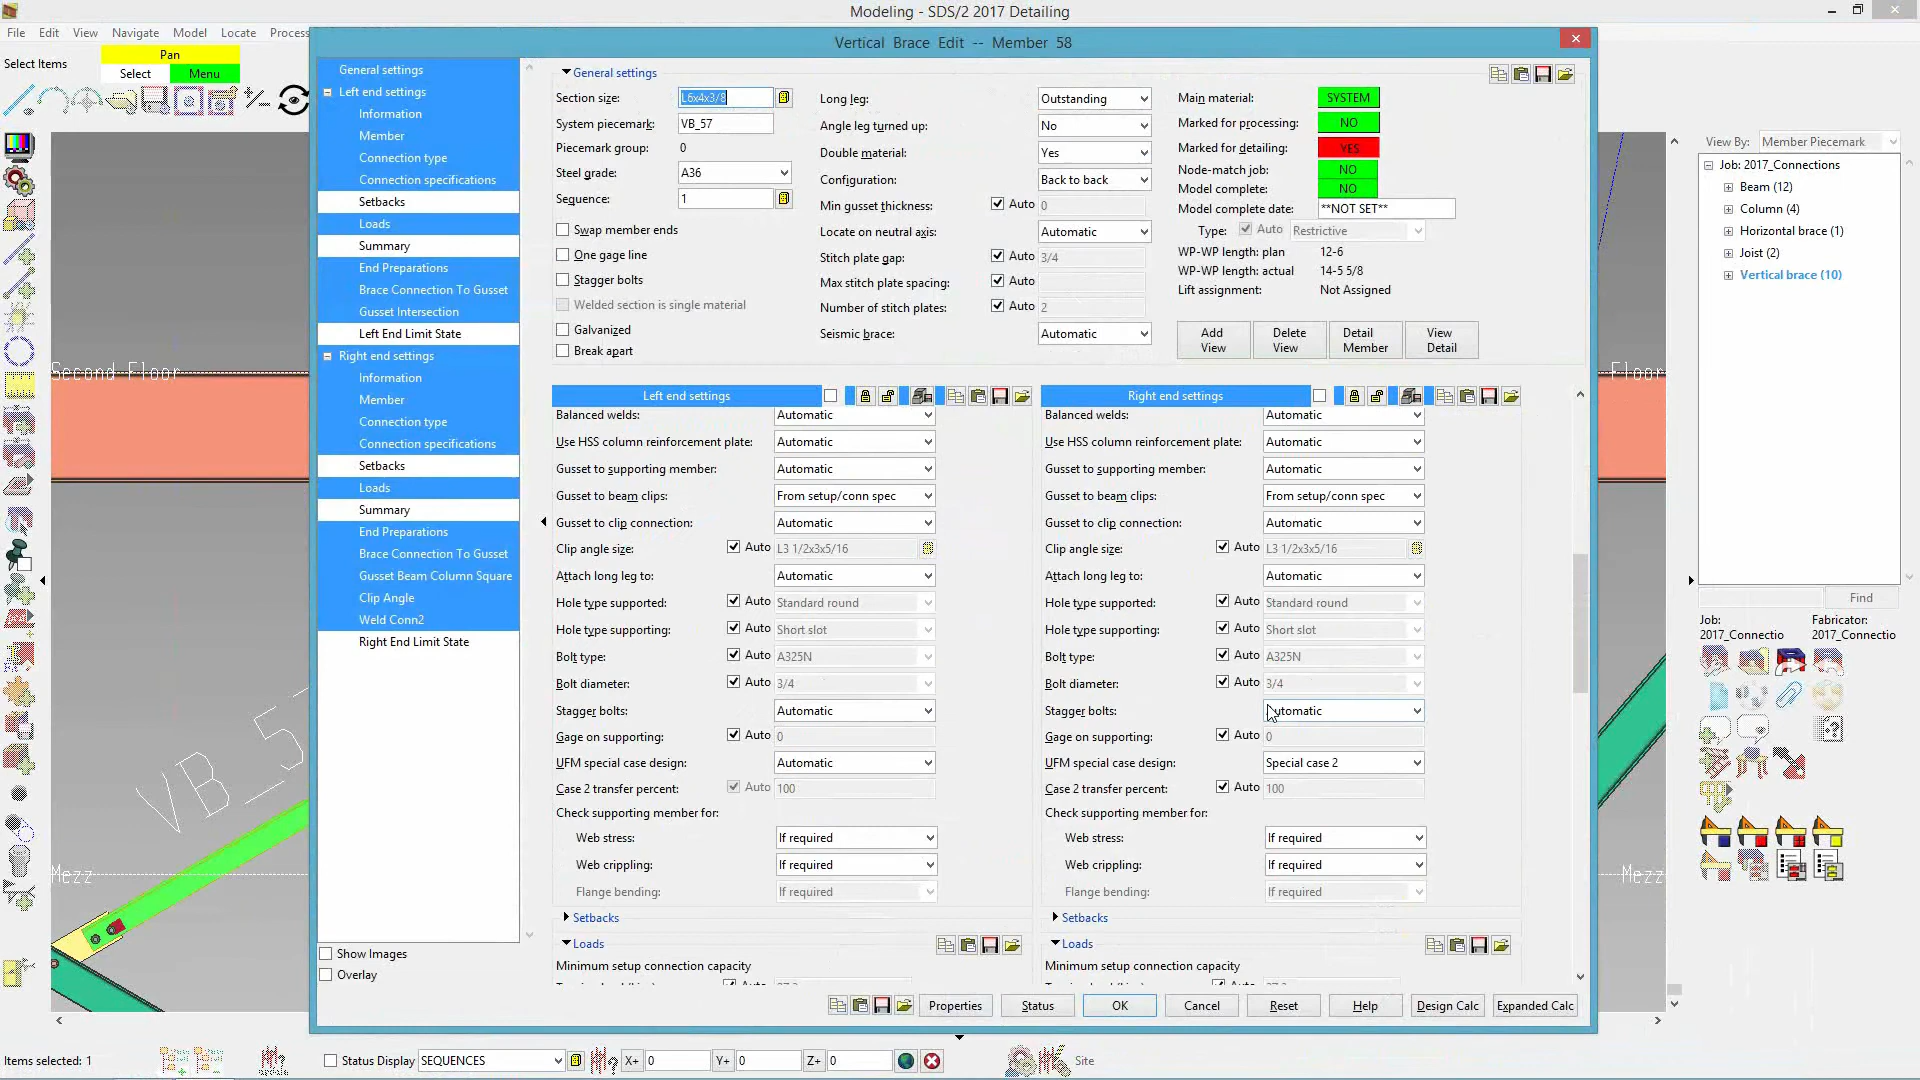 Modeling - SDS/2 2017 Detailing
File Edit View Navigate Model Locate Process
Select Items
Pan
Select
Menu
Second Floor
VB_5
Mezz
Vertical Brace Edit -- Member 58
General settings
Left end settings
Information
Member
Connection type
Connection specifications
Setbacks
Loads
Summary
End Preparations
Brace Connection To Gusset
Gusset Intersection
Left End Limit State
Right end settings
Information
Member
Connection type
Connection specifications
Setbacks
Loads
Summary
End Preparations
Brace Connection To Gusset
Gusset Beam Column Square
Clip Angle
Weld Conn2
Right End Limit State
Show Images
Overlay
General settings
Section size: L6x4x3/8
System piecemark: VB_57
Piecemark group: 0
Steel grade: A36
Sequence: 1
Swap member ends
One gage line
Stagger bolts
Welded section is single material
Galvanized
Break apart
Long leg: Outstanding
Angle leg turned up: No
Double material: Yes
Configuration: Back to back
Min gusset thickness: Auto 0
Locate on neutral axis: Automatic
Stitch plate gap: Auto 3/4
Max stitch plate spacing: Auto
Number of stitch plates: Auto 2
Seismic brace: Automatic
Main material: SYSTEM
Marked for processing: NO
Marked for detailing: YES
Node-match job: NO
Model complete: NO
Model complete date: **NOT SET**
Type: Auto Restrictive
WP-WP length: plan 12-6
WP-WP length: actual 14-5 5/8
Lift assignment: Not Assigned
Add View
Delete View
Detail Member
View Detail
Left end settings
Balanced welds: Automatic
Use HSS column reinforcement plate: Automatic
Gusset to supporting member: Automatic
Gusset to beam clips: From setup/conn spec
Gusset to clip connection: Automatic
Clip angle size: Auto L3 1/2x3x5/16
Attach long leg to: Automatic
Hole type supported: Auto Standard round
Hole type supporting: Auto Short slot
Bolt type: Auto A325N
Bolt diameter: Auto 3/4
Stagger bolts: Automatic
Gage on supporting: Auto 0
UFM special case design: Automatic
Case 2 transfer percent: Auto 100
Check supporting member for:
Web stress: If required
Web crippling: If required
Flange bending: If required
Setbacks
Loads
Minimum setup connection capacity
Right end settings
Balanced welds: Automatic
Use HSS column reinforcement plate: Automatic
Gusset to supporting member: Automatic
Gusset to beam clips: From setup/conn spec
Gusset to clip connection: Automatic
Clip angle size: Auto L3 1/2x3x5/16
Attach long leg to: Automatic
Hole type supported: Auto Standard round
Hole type supporting: Auto Short slot
Bolt type: Auto A325N
Bolt diameter: Auto 3/4
Stagger bolts: Automatic
Gage on supporting: Auto 0
UFM special case design: Special case 2
Case 2 transfer percent: Auto 100
Check supporting member for:
Web stress: If required
Web crippling: If required
Flange bending: If required
Setbacks
Loads
Minimum setup connection capacity
Properties Status OK Cancel Reset Help Design Calc Expanded Calc
Floor
Mezz
View By: Member Piecemark
Job: 2017_Connections
Beam (12)
Column (4)
Horizontal brace (1)
Joist (2)
Vertical brace (10)
Find
Job:
2017_Connectio
Fabricator:
2017_Connectio
Items selected: 1
Status Display SEQUENCES
X+ 0 Y+ 0 Z+ 0
Site